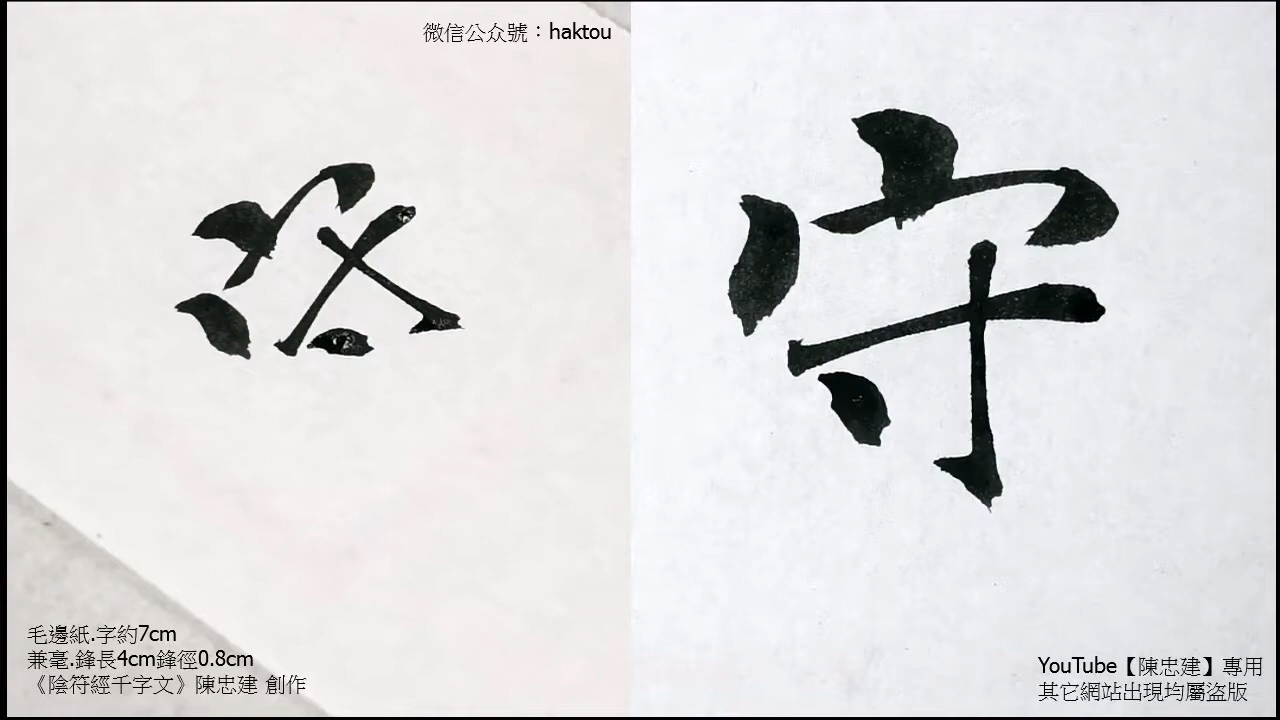 微信公众號：haktou
守
毛邊紙.字約7cm
兼毫.鋒長4cm鋒徑0.8cm
《陰符經千字文》陳忠建 創作
YouTube【陳忠建】專用
其它網站出現均屬盜版